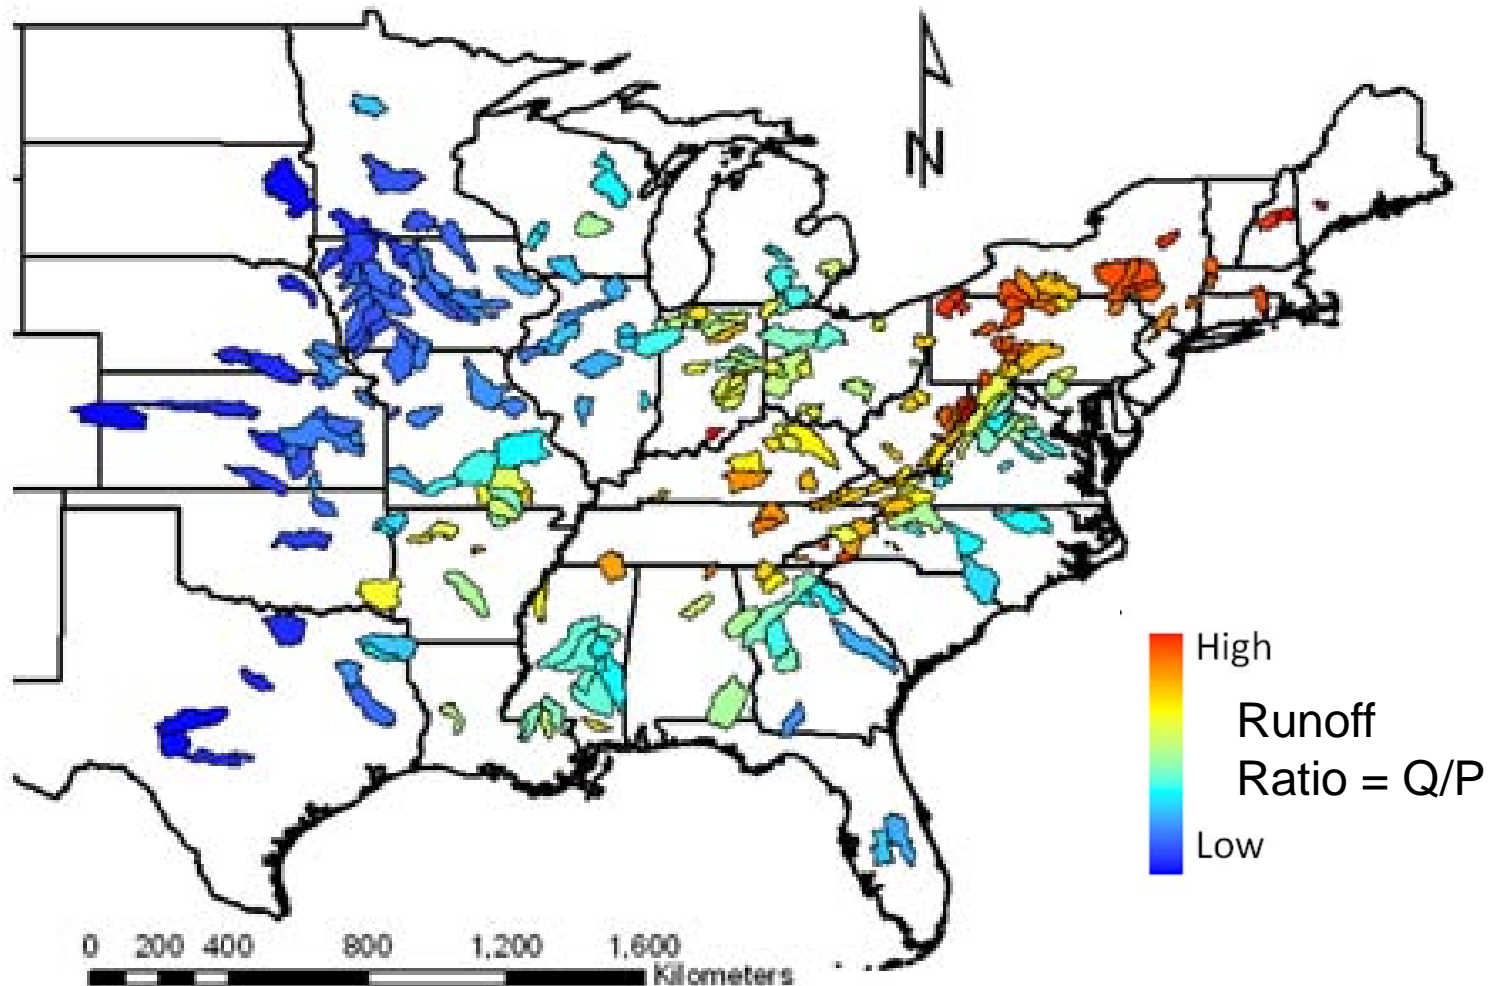 N
High
Runoff
Ratio = Q/P
Low
0 200 400 800 1,200 1,600
Kilometers